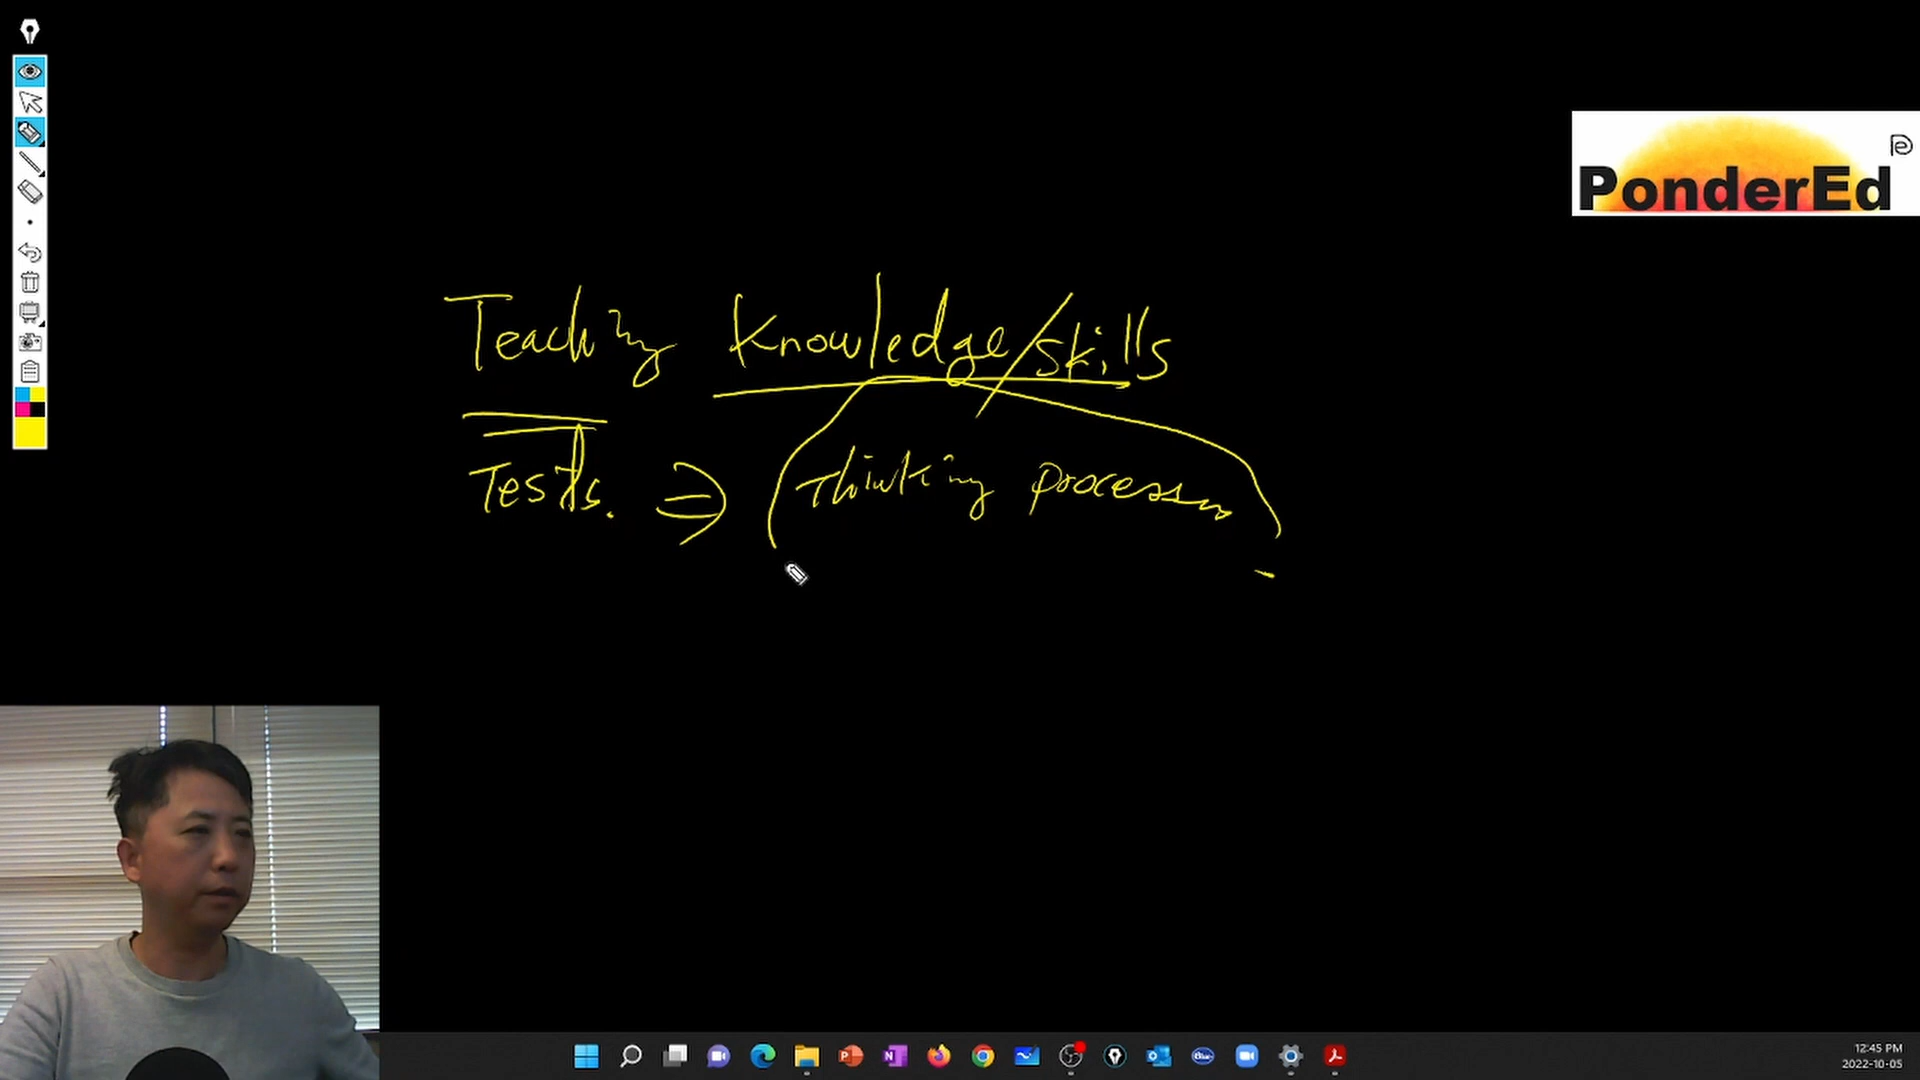 PonderEd
Teaching Knowledge/skills
Tests. ⇒ Thinking processes
12:45 PM
2022-10-05